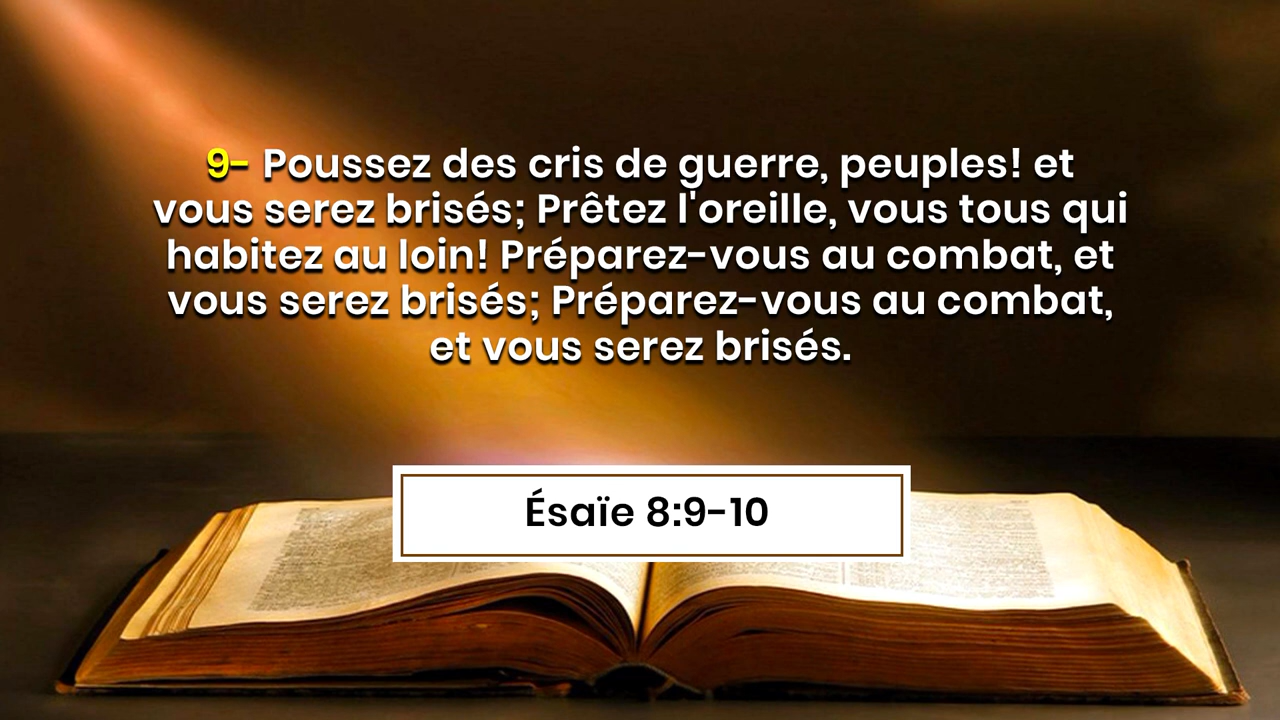 9- Poussez des cris de guerre, peuples! et
vous serez brisés; Prêtez l'oreille, vous tous qui
habitez au loin! Préparez-vous au combat, et
vous serez brisés; Préparez-vous au combat,
et vous serez brisés.
Ésaïe 8:9-10